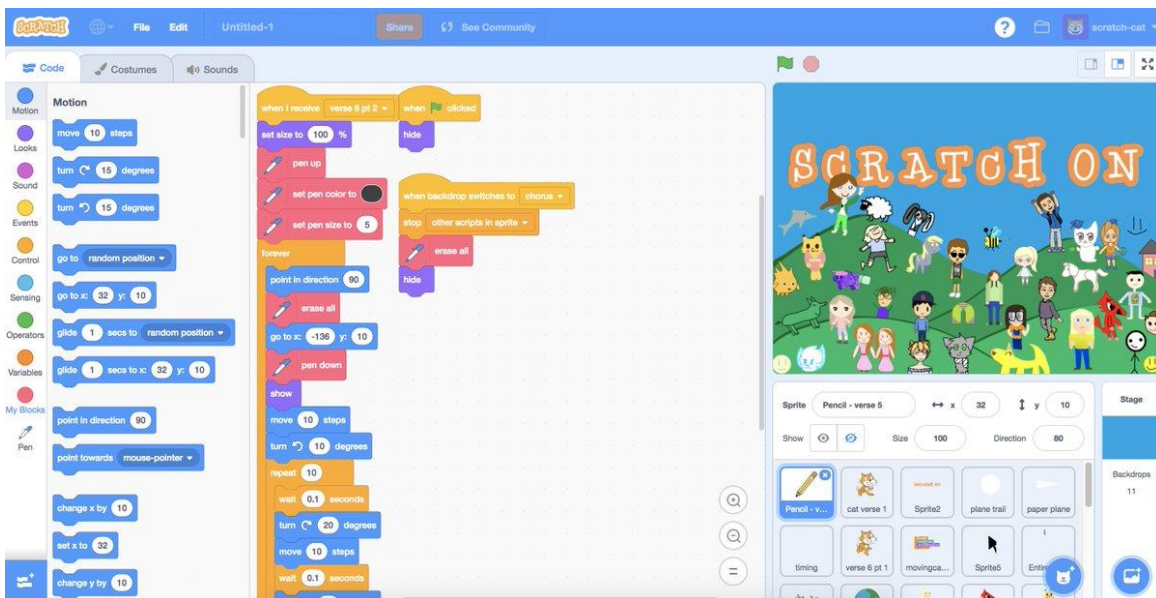 SCRATCH
File
Edit
Untitled-1
Share
See Community
scratch-cat
Code
Costumes
Sounds
Motion
Looks
Sound
Events
Control
Sensing
Operators
Variables
My Blocks
Pen
Motion
move 10 steps
turn 15 degrees
turn 15 degrees
go to random position
go to x: 32 y: 10
glide 1 secs to random position
glide 1 secs to x: 32 y: 10
point in direction 90
point towards mouse-pointer
change x by 10
set x to 32
change y by 10
when I receive verse 6 pt 2
set size to 100 %
pen up
set pen color to
set pen size to 5
forever
point in direction 90
erase all
go to x: -136 y: 10
pen down
show
move 10 steps
turn 10 degrees
repeat 10
wait 0.1 seconds
turn 20 degrees
move 10 steps
wait 0.1 seconds
when clicked
hide
when backdrop switches to chorus
stop other scripts in sprite
erase all
hide
SCRATCH ON
Sprite Pencil - verse 5 x 32 y 10
Show Size 100 Direction 80
Pencil - v...
cat verse 1
Sprite2
plane trail
paper plane
timing
verse 6 pt 1
movingca...
Sprite5
Stage
Backdrops
11